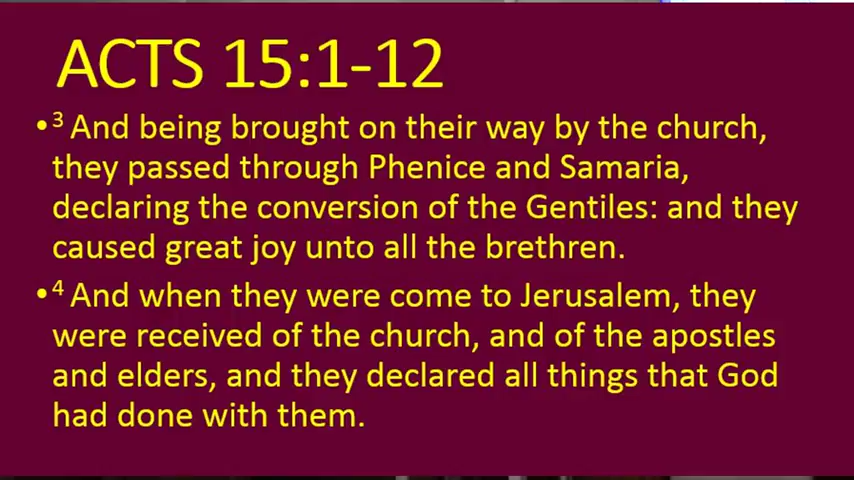 ACTS 15:1-12
•³ And being brought on their way by the church,
they passed through Phenice and Samaria,
declaring the conversion of the Gentiles: and they
caused great joy unto all the brethren.
•⁴ And when they were come to Jerusalem, they
were received of the church, and of the apostles
and elders, and they declared all things that God
had done with them.